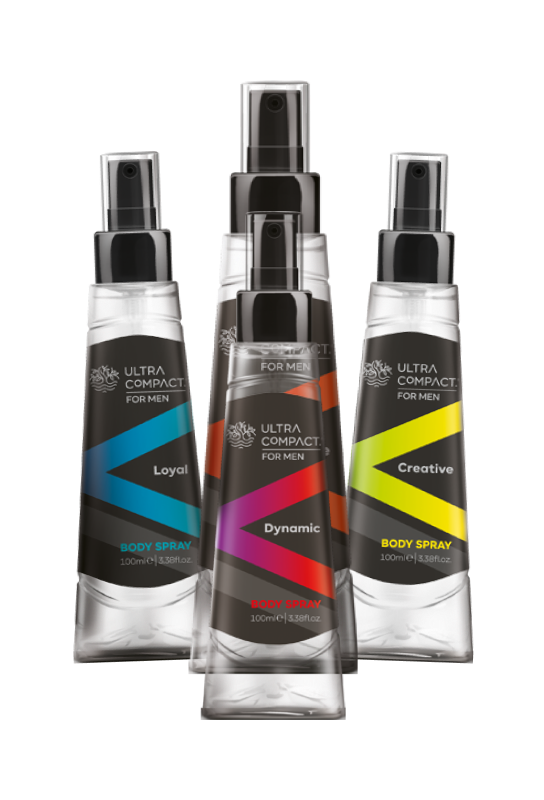 ULTRA
COMPACT.
FOR MEN
Loyal
BODY SPRAY
100ml℮ | 3.38fl.oz.
FOR MEN
ULTRA
COMPACT.
FOR MEN
Dynamic
BODY SPRAY
100ml℮ | 3.38fl.oz.
ULTRA
COMPACT.
FOR MEN
Creative
BODY SPRAY
100ml℮ | 3.38fl.oz.